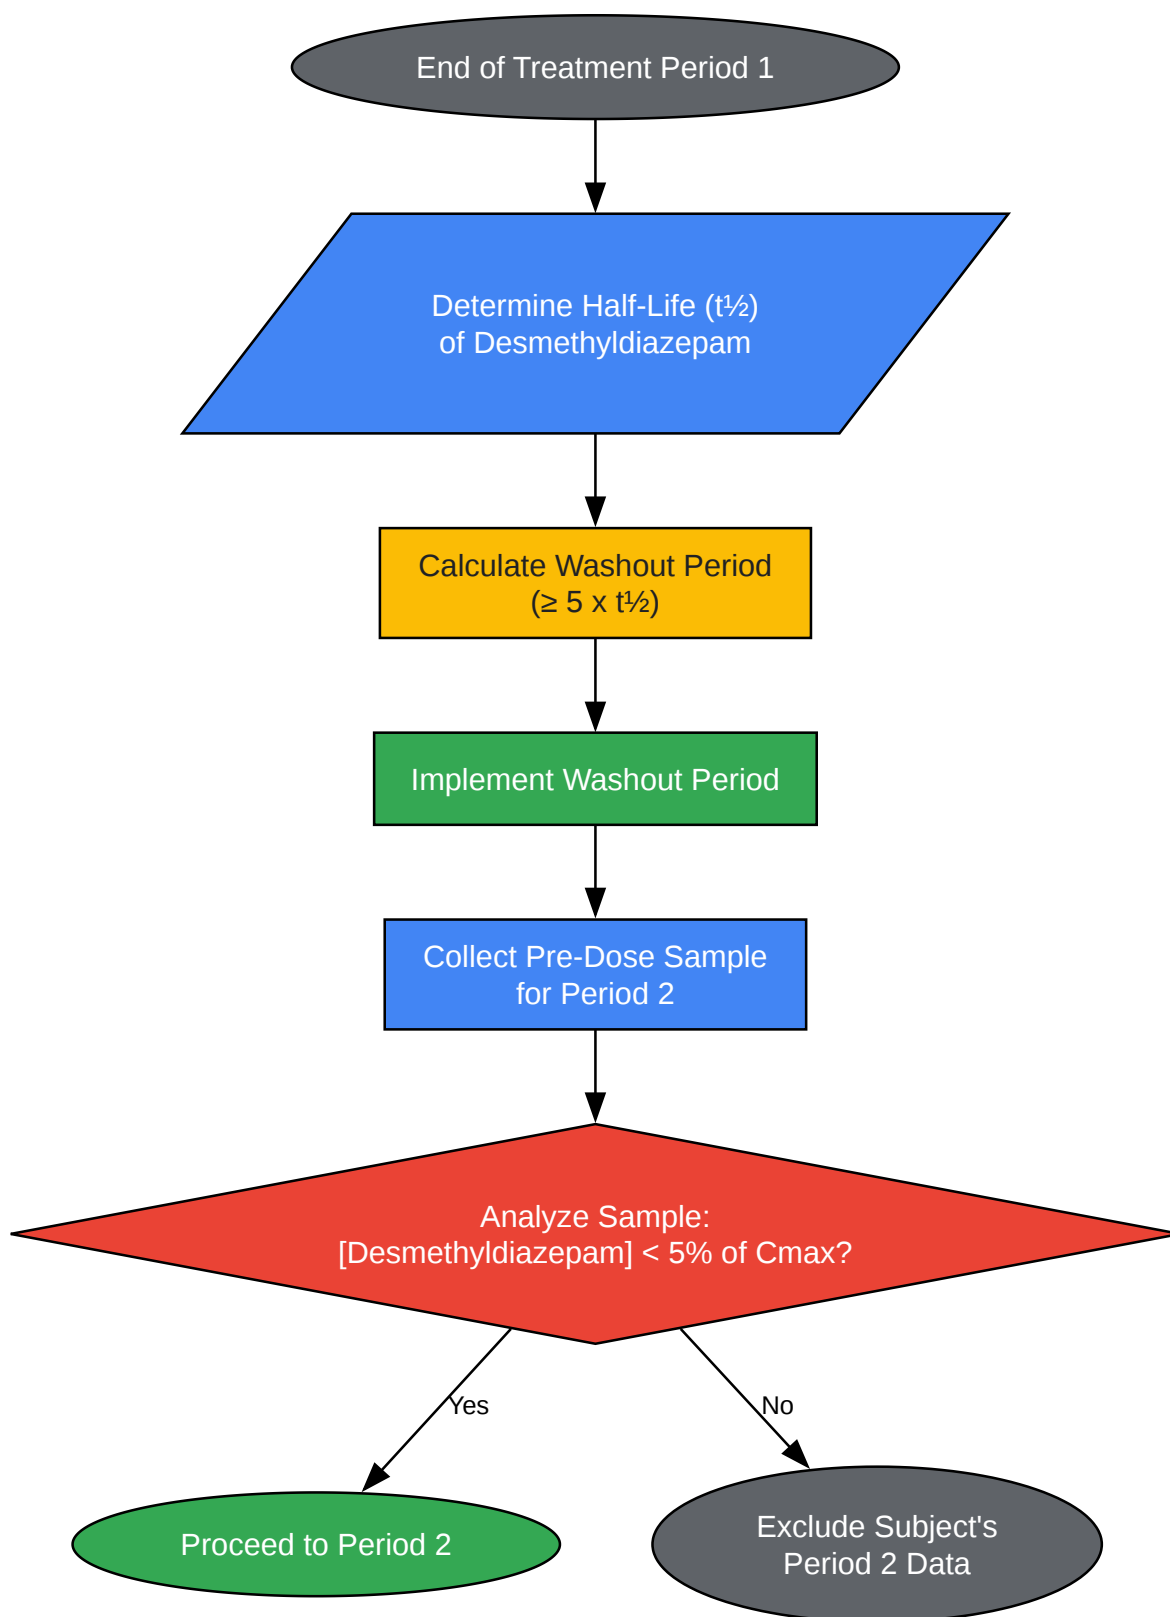 End of Treatment Period 1
Determine Half-Life (t½)
of Desmethyldiazepam
Calculate Washout Period
(≥ 5 x t½)
Implement Washout Period
Collect Pre-Dose Sample
for Period 2
Analyze Sample:
[Desmethyldiazepam] < 5% of Cmax?
Yes
No
Proceed to Period 2
Exclude Subject's
Period 2 Data